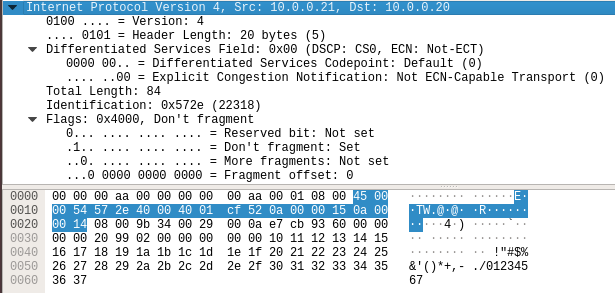 Internet Protocol Version 4, Src: 10.0.0.21, Dst: 10.0.0.20
0100 .... = Version: 4
.... 0101 = Header Length: 20 bytes (5)
Differentiated Services Field: 0x00 (DSCP: CS0, ECN: Not-ECT)
0000 00.. = Differentiated Services Codepoint: Default (0)
.... ..00 = Explicit Congestion Notification: Not ECN-Capable Transport (0)
Total Length: 84
Identification: 0x572e (22318)
Flags: 0x4000, Don't fragment
0... .... .... .... = Reserved bit: Not set
.1.. .... .... .... = Don't fragment: Set
..0. .... .... .... = More fragments: Not set
...0 0000 0000 0000 = Fragment offset: 0
0000 00 00 00 aa 00 00 00 00 00 aa 00 01 08 00 45 00 ········ ······E·
0010 00 54 57 2e 40 00 40 01 cf 52 0a 00 00 15 0a 00 ·TW.@·@· ·R······
0020 00 14 08 00 9b 34 00 29 00 0a e7 cb 93 60 00 00 ·····4·) ·····`··
0030 00 00 20 99 02 00 00 00 00 00 10 11 12 13 14 15 ·· ····· ········
0040 16 17 18 19 1a 1b 1c 1d 1e 1f 20 21 22 23 24 25 ········ ·· !"#$%
0050 26 27 28 29 2a 2b 2c 2d 2e 2f 30 31 32 33 34 35 &'()*+,- ./012345
0060 36 37 67